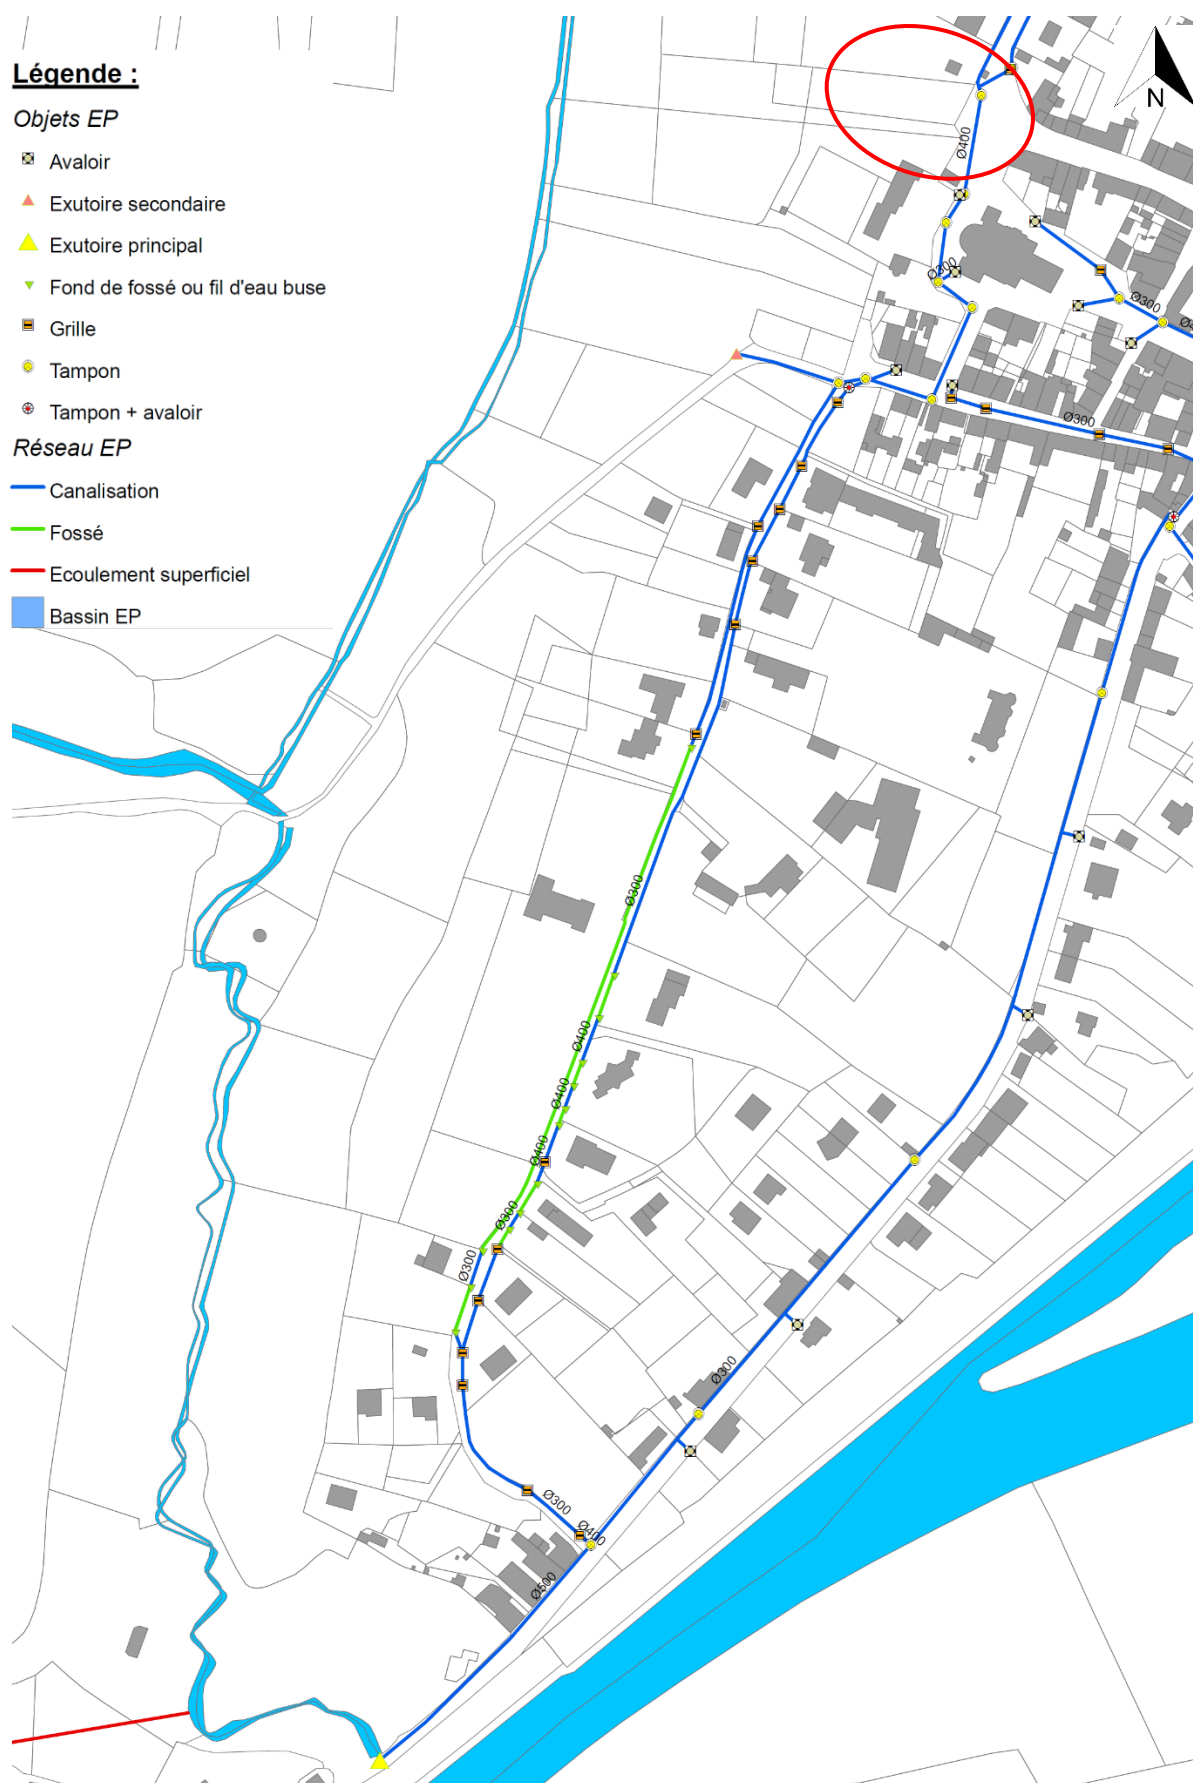 Légende :
Objets EP
Avaloir
Exutoire secondaire
Exutoire principal
Fond de fossé ou fil d'eau buse
Grille
Tampon
Tampon + avaloir
Réseau EP
Canalisation
Fossé
Ecoulement superficiel
Bassin EP
N
Ø400
Ø300
Ø300
Ø300
Ø300
Ø400
Ø400
Ø400
Ø300
Ø300
Ø300
Ø300
Ø400
Ø500